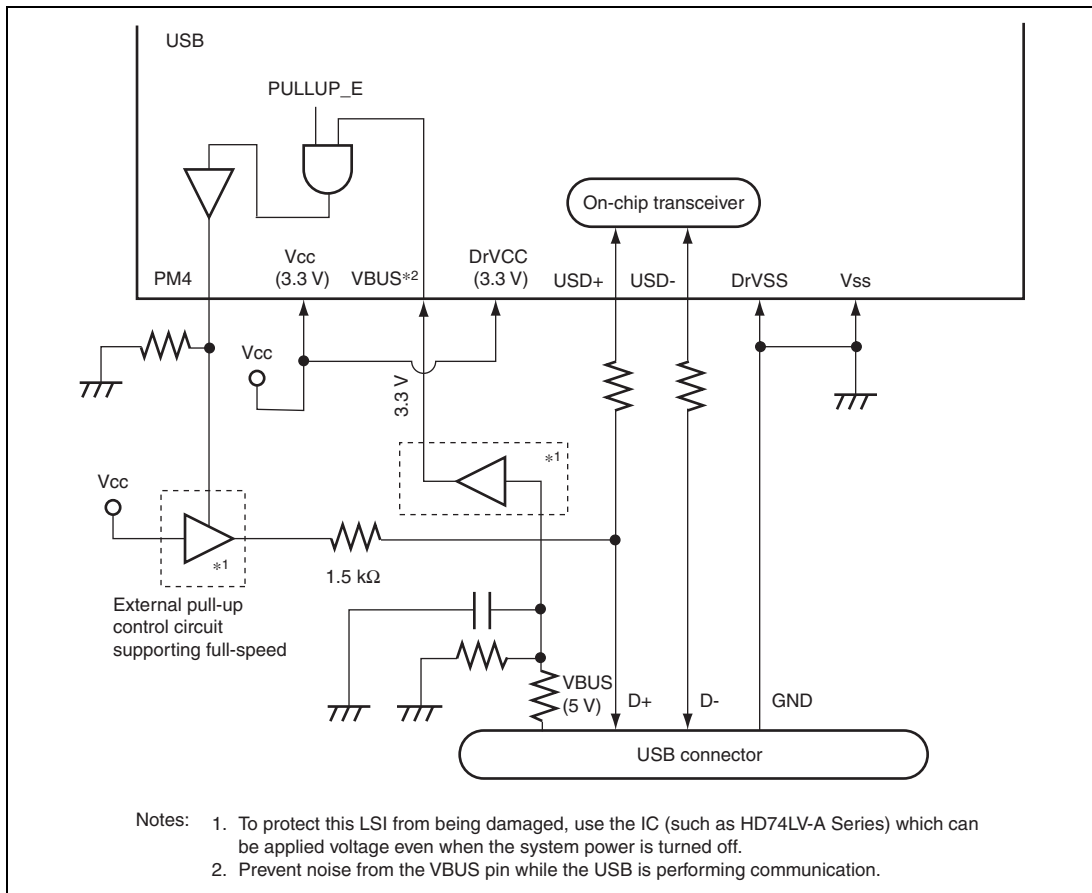 USB
PULLUP_E
On-chip transceiver
PM4
Vcc
(3.3 V)
VBUS*2
DrVCC
(3.3 V)
USD+
USD-
DrVSS
Vss
Vcc
3.3 V
*1
Vcc
*1
1.5 kΩ
External pull-up
control circuit
supporting full-speed
VBUS
(5 V)
D+
D-
GND
USB connector
Notes: 1. To protect this LSI from being damaged, use the IC (such as HD74LV-A Series) which can
be applied voltage even when the system power is turned off.
2. Prevent noise from the VBUS pin while the USB is performing communication.